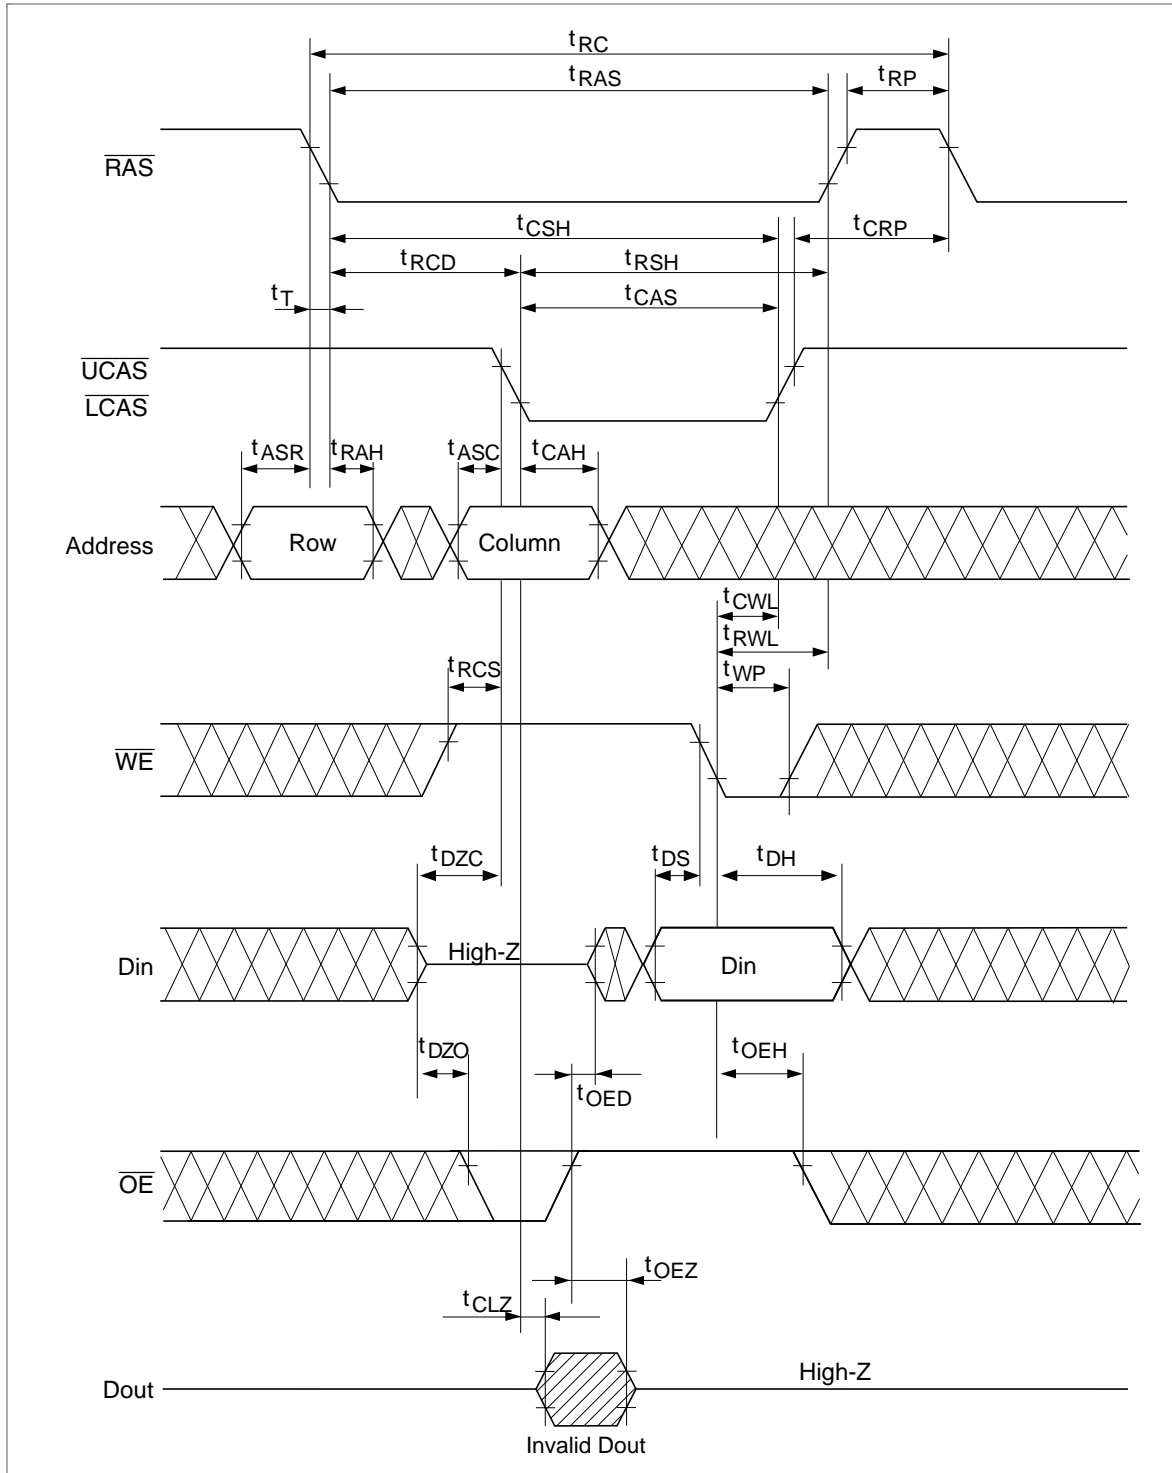 tRC
tRAS
tRP
RAS
tCSH
tCRP
tRCD
tRSH
tT
tCAS
UCAS
LCAS
tASR
tRAH
tASC
tCAH
Address
Row
Column
tCWL
tRWL
tRCS
tWP
WE
tDZC
tDS
tDH
High-Z
Din
Din
tDZO
tOEH
tOED
OE
tOEZ
tCLZ
High-Z
Dout
Invalid Dout